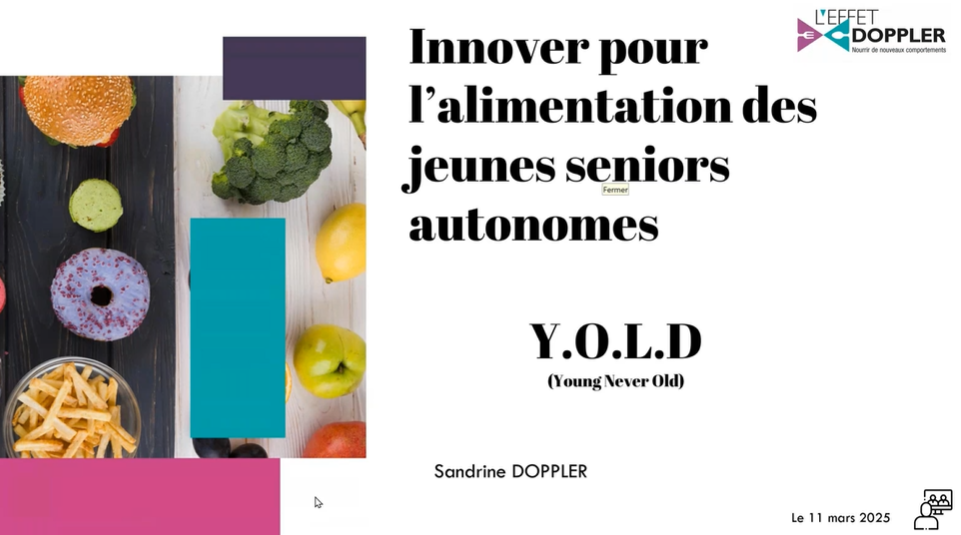 L'EFFET
DOPPLER
Nourrir de nouveaux comportements
Innover pour
l’alimentation des
jeunes seniors
Fermer
autonomes
Y.O.L.D
(Young Never Old)
Sandrine DOPPLER
Le 11 mars 2025